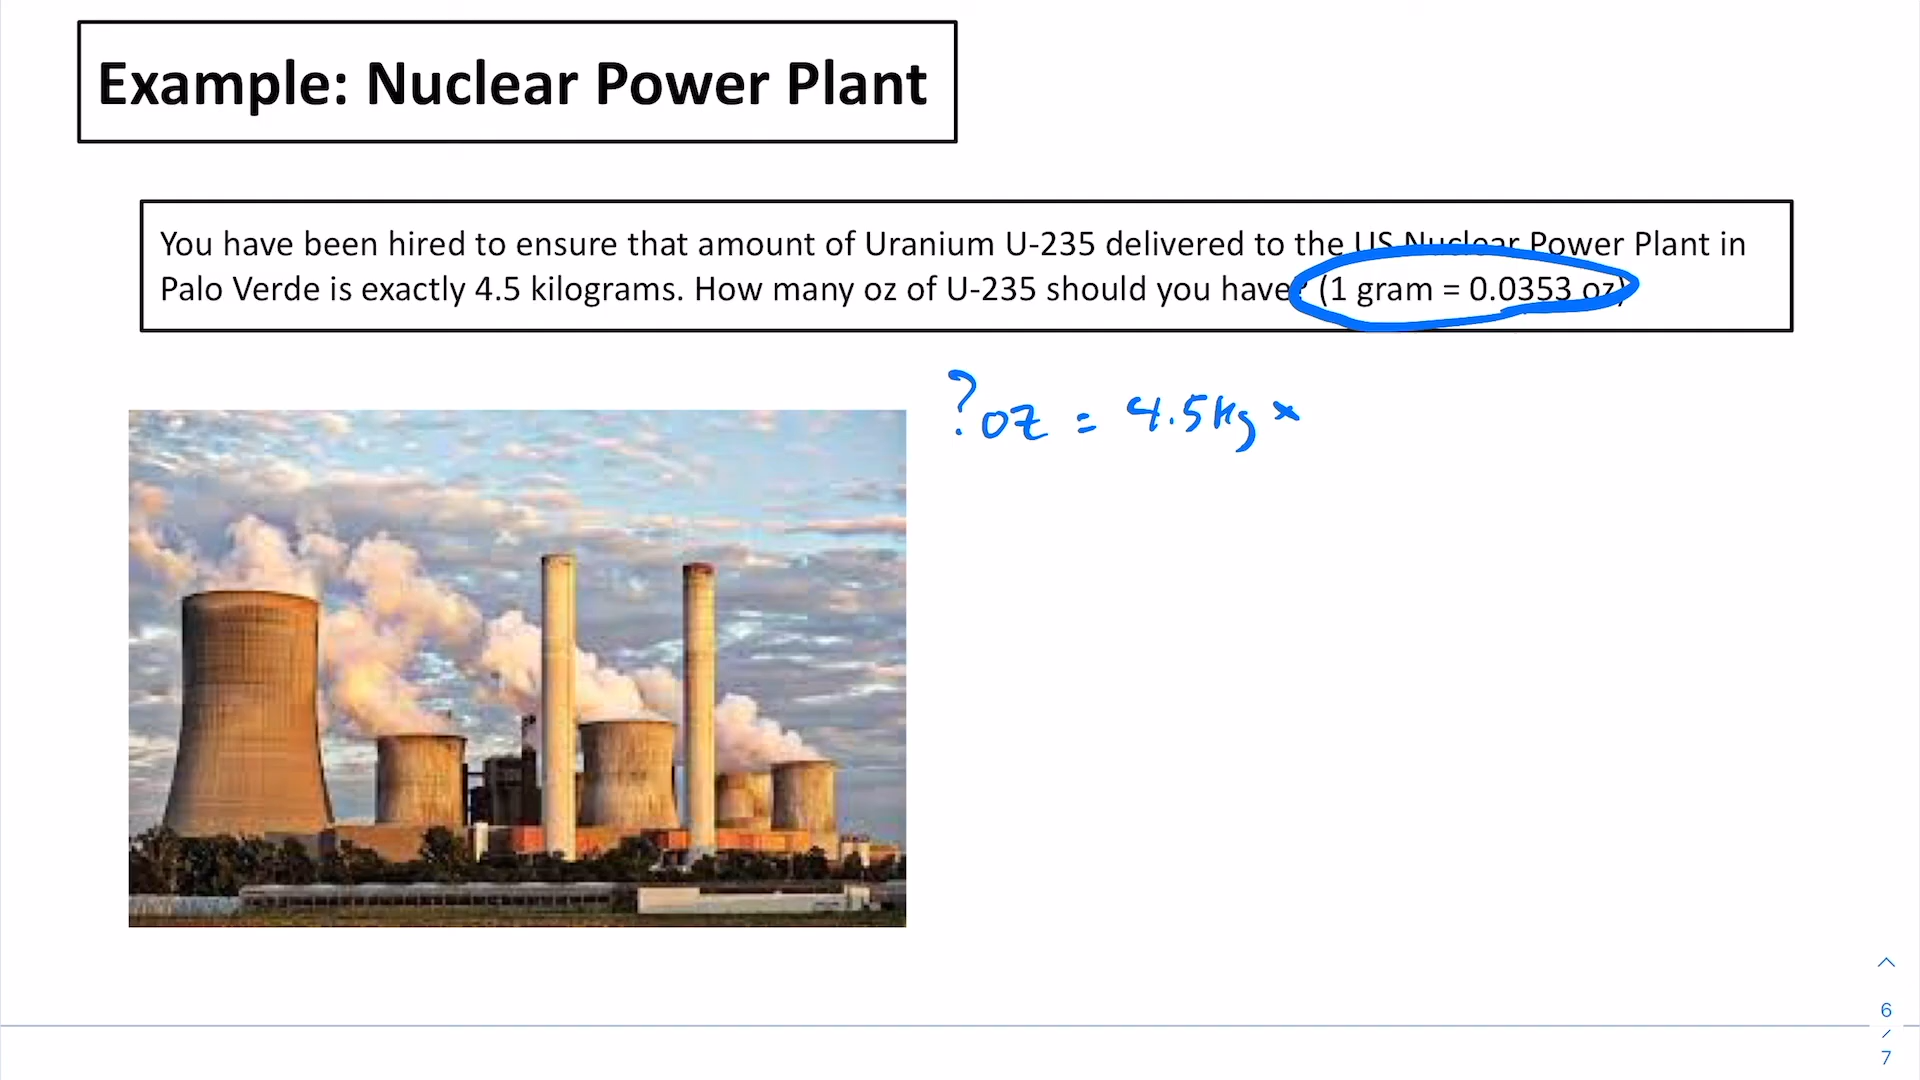 Example: Nuclear Power Plant
You have been hired to ensure that amount of Uranium U-235 delivered to the US Nuclear Power Plant in
Palo Verde is exactly 4.5 kilograms. How many oz of U-235 should you have? (1 gram = 0.0353 oz)
? oz = 4.5 kg ×
6
/
7